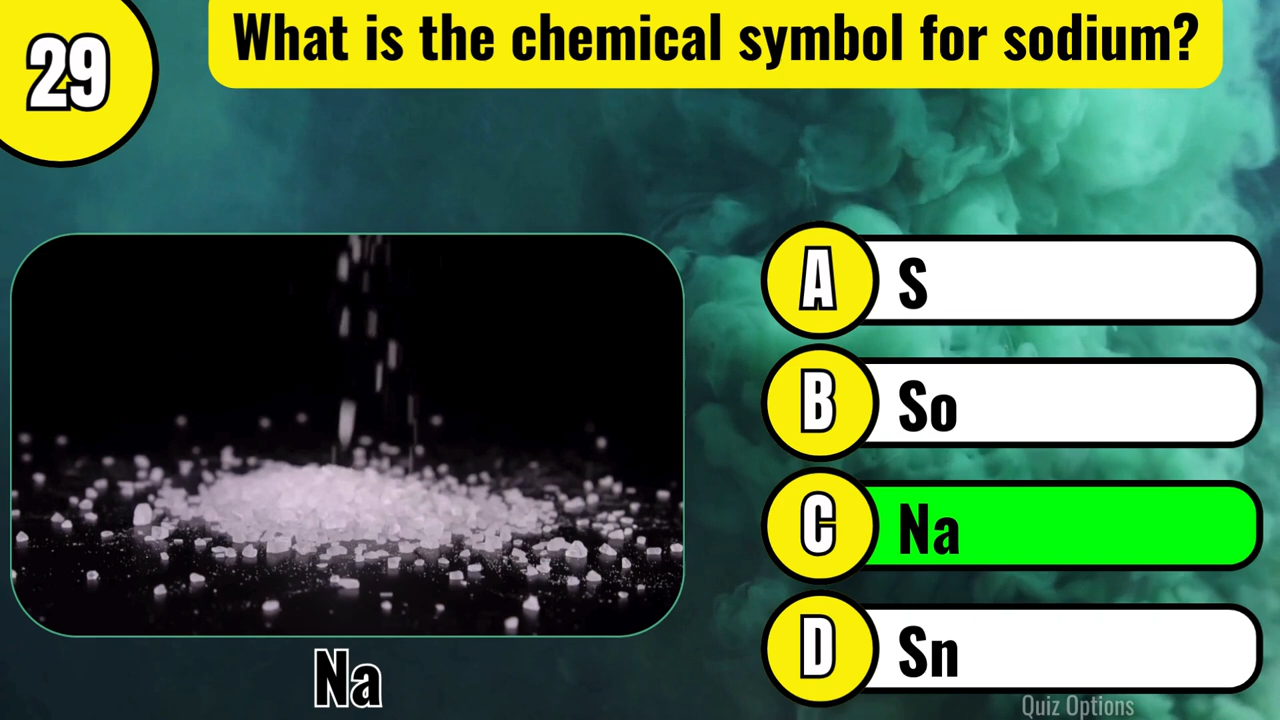 29
What is the chemical symbol for sodium?
A S
B So
C Na
D Sn
Na
Quiz Options